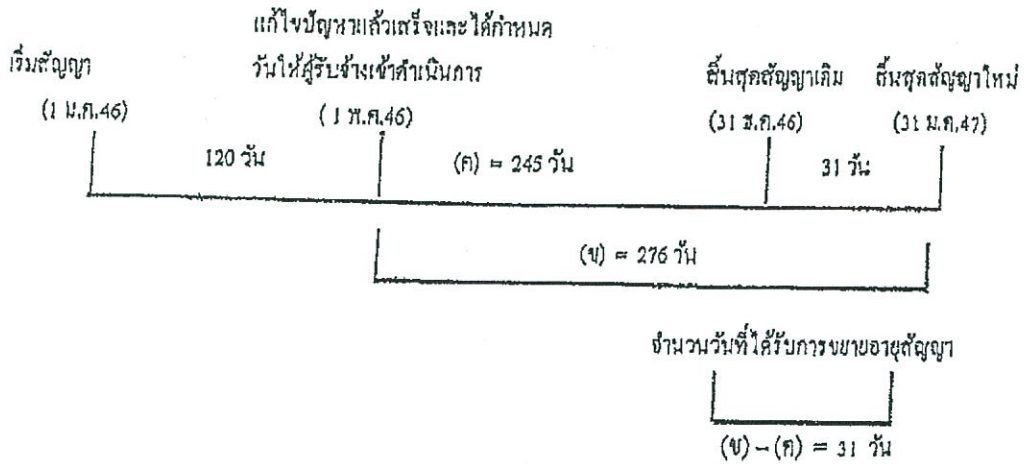 แก้ไขปัญหาแล้วเสร็จและได้กำหนด
วันให้ผู้รับจ้างเข้าดำเนินการ
เริ่มสัญญา
(1 ม.ค.46)
(1 พ.ค.46)
สิ้นสุดสัญญาเดิม
(31 ธ.ค.46)
สิ้นสุดสัญญาใหม่
(31 ม.ค.47)
120 วัน
(ค) = 245 วัน
31 วัน
(ข) = 276 วัน
จำนวนวันที่ได้รับการขยายอายุสัญญา
(ข) – (ค) = 31 วัน